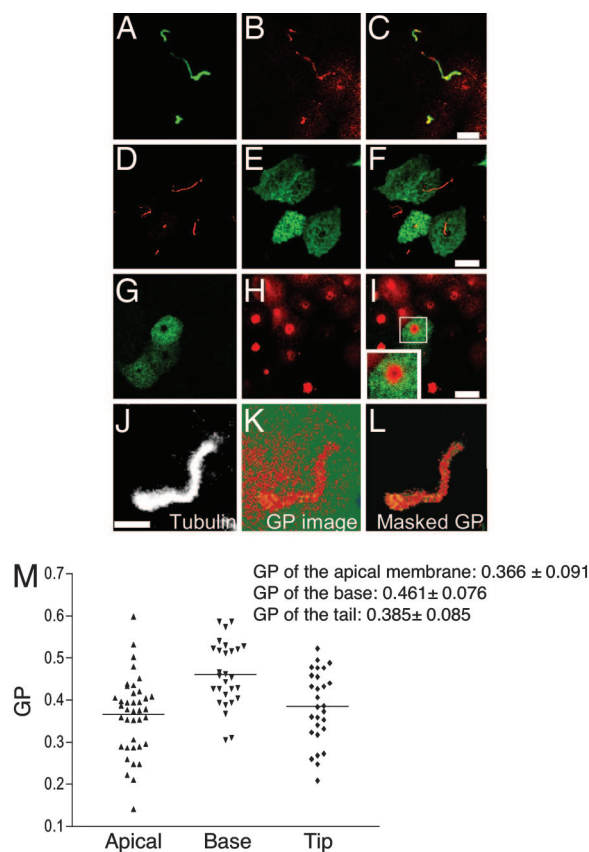 A B C
D E F
G H I
J K L
Tubulin GP image Masked GP
M
GP of the apical membrane: 0.366 ± 0.091
GP of the base: 0.461± 0.076
GP of the tail: 0.385± 0.085
0.7
0.6
0.5
0.4
0.3
0.2
0.1
GP
Apical Base Tip